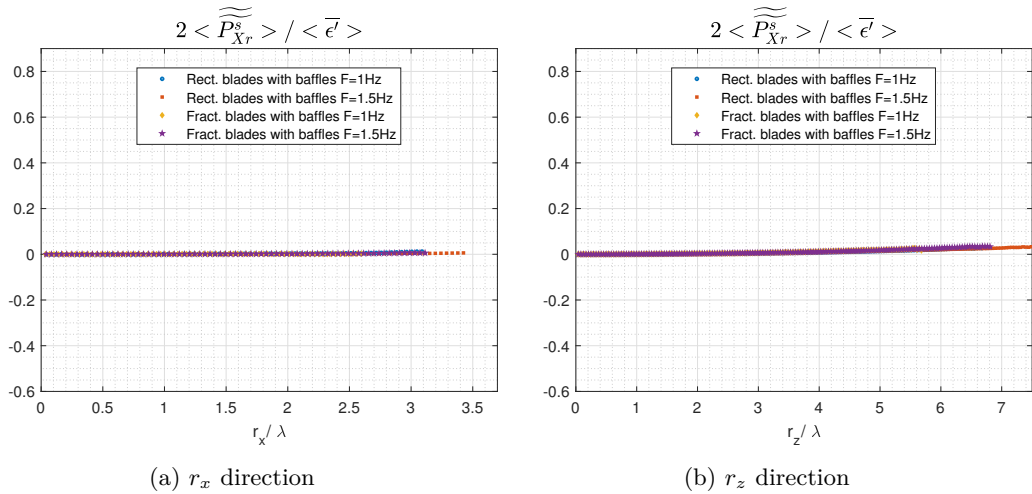 2 < P^s_{Xr} > / < ε′ >
Rect. blades with baffles F=1Hz
Rect. blades with baffles F=1.5Hz
Fract. blades with baffles F=1Hz
Fract. blades with baffles F=1.5Hz
0.8
0.6
0.4
0.2
0
-0.2
-0.4
-0.6
0 0.5 1 1.5 2 2.5 3 3.5
r_x/ λ
(a) r_x direction
2 < P^s_{Xr} > / < ε′ >
Rect. blades with baffles F=1Hz
Rect. blades with baffles F=1.5Hz
Fract. blades with baffles F=1Hz
Fract. blades with baffles F=1.5Hz
0.8
0.6
0.4
0.2
0
-0.2
-0.4
-0.6
0 1 2 3 4 5 6 7
r_z/ λ
(b) r_z direction